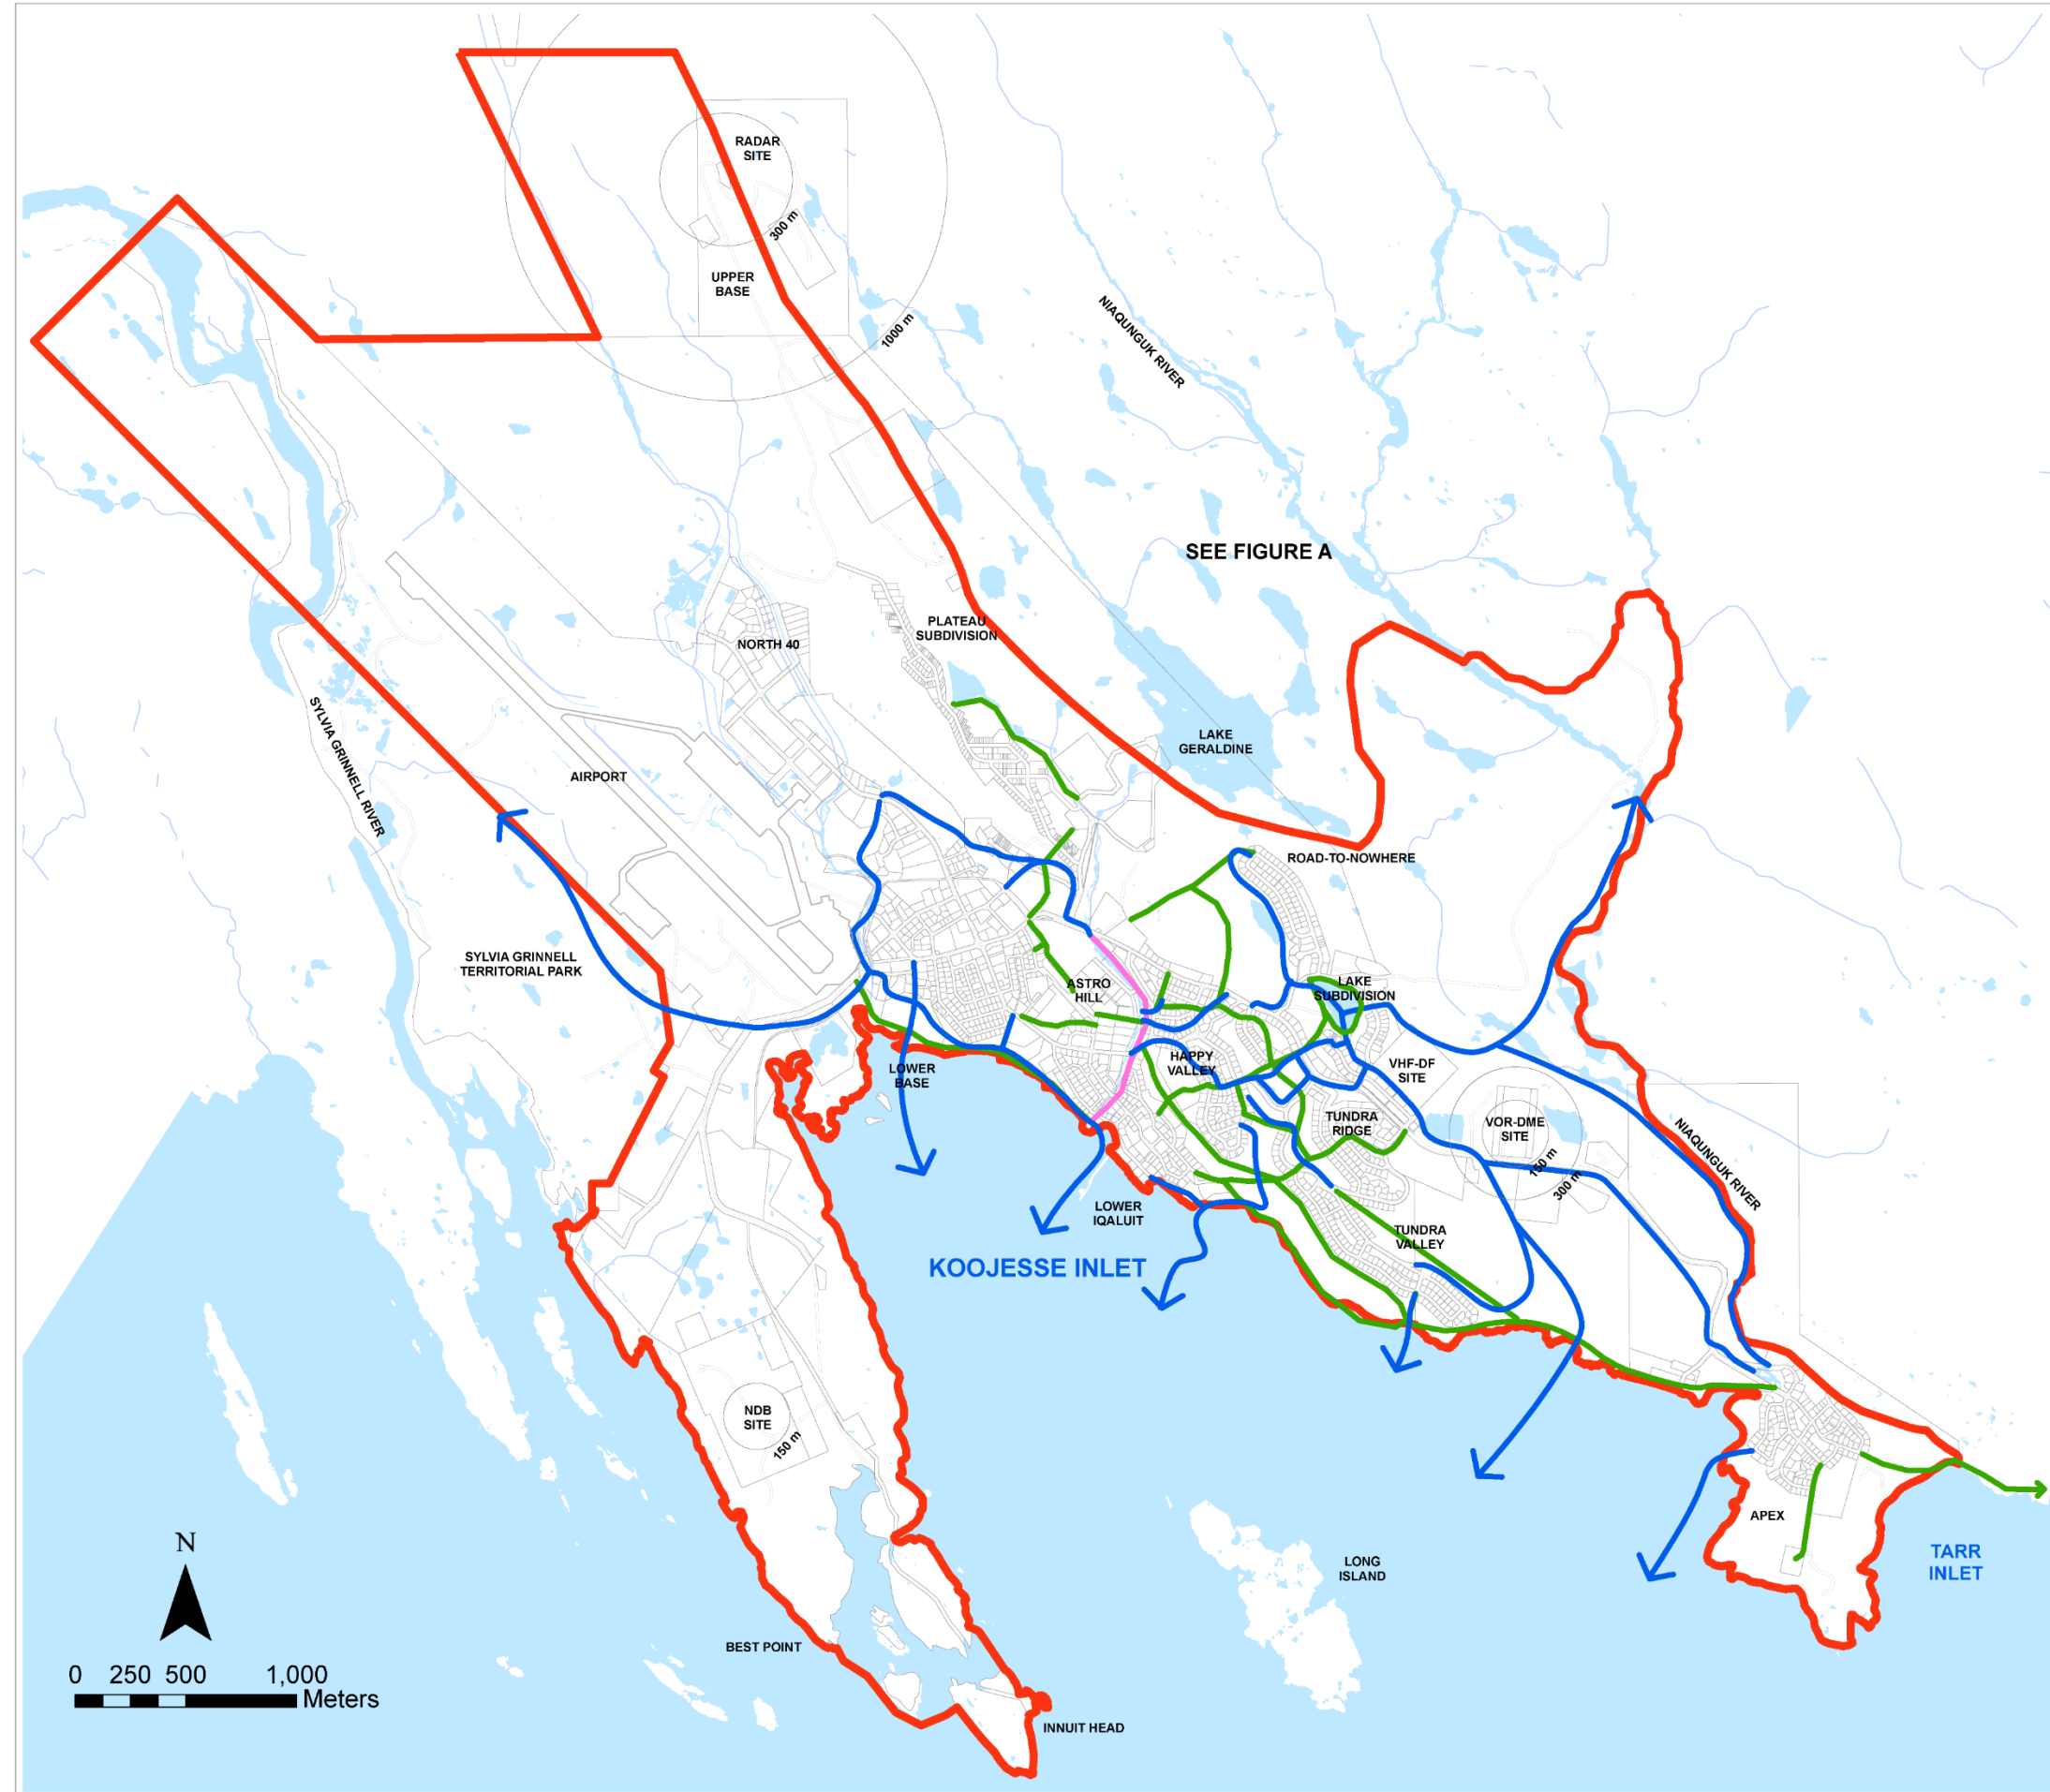 RADAR
SITE
300 m
UPPER
BASE
1000 m
NIAQUNGUK RIVER
SEE FIGURE A
PLATEAU
SUBDIVISION
NORTH 40
LAKE
GERALDINE
SYLVIA GRINNELL RIVER
AIRPORT
ROAD-TO-NOWHERE
SYLVIA GRINNELL
TERRITORIAL PARK
ASTRO
HILL
LAKE
SUBDIVISION
LOWER
BASE
HAPPY
VALLEY
VHF-DF
SITE
TUNDRA
RIDGE
VOR-DME
SITE
150 m
300 m
NIAQUNGUK RIVER
LOWER
IQALUIT
TUNDRA
VALLEY
KOOJESSE INLET
NDB
SITE
150 m
APEX
N
LONG
ISLAND
TARR
INLET
BEST POINT
0 250 500 1,000
Meters
INNUIT HEAD